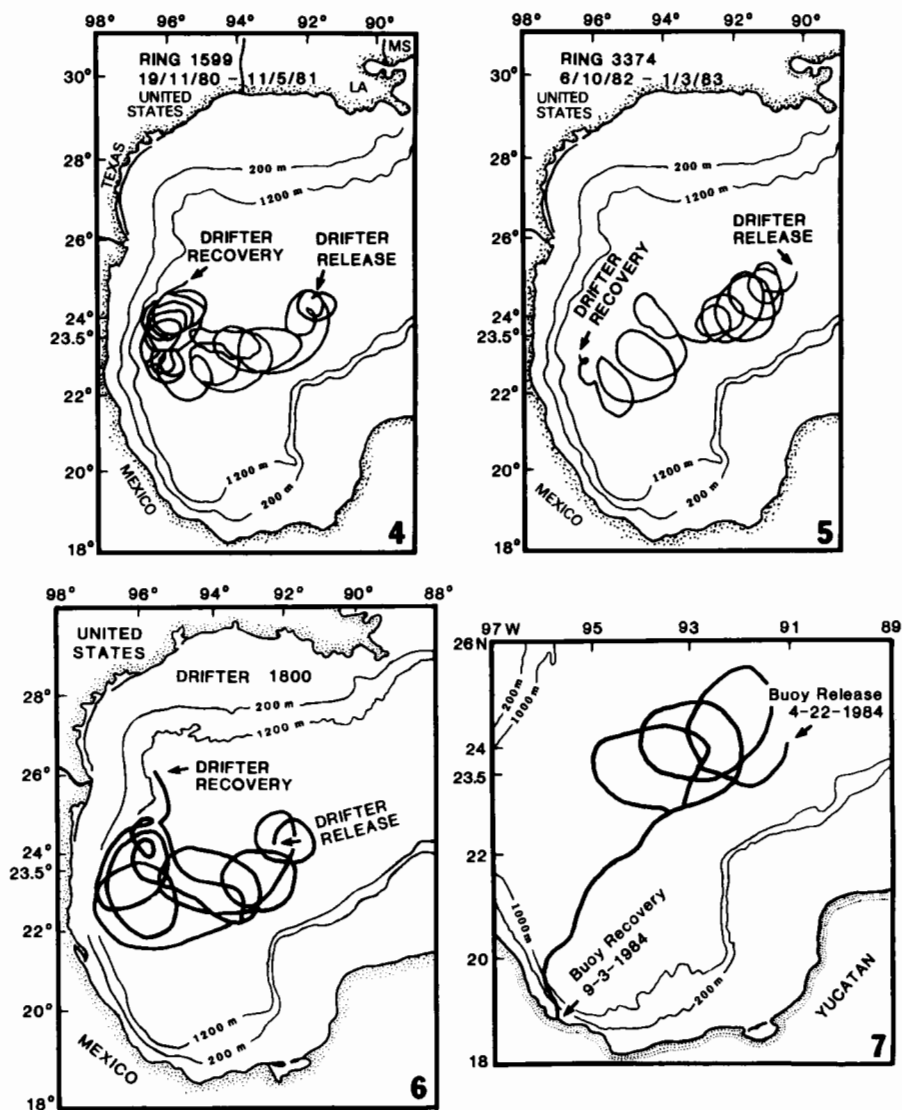 98° 96° 94° 92° 90°
MS
RING 1599
19/11/80 - 11/5/81
30°
UNITED
STATES
LA
TEXAS
28°
200 m
1200 m
26°
DRIFTER
RECOVERY
DRIFTER
RELEASE
24°
23.5°
22°
20°
1200 m
200 m
MEXICO
18°
4
98° 96° 94° 92° 90°
RING 3374
6/10/82 - 1/3/83
30°
UNITED
STATES
28°
200 m
1200 m
26°
DRIFTER
RELEASE
DRIFTER
RECOVERY
24°
23.5°
22°
20°
1200 m
200 m
MEXICO
18°
5
98° 96° 94° 92° 90° 88°
UNITED
STATES
DRIFTER 1800
28°
200 m
1200 m
26°
DRIFTER
RECOVERY
DRIFTER
RELEASE
24°
23.5°
22°
20°
1200 m
200 m
MEXICO
18°
6
97 W 95 93 91 89
26N
200m
1000m
Buoy Release
4-22-1984
24
23.5
22
1000m
Buoy Recovery
9-3-1984
20
200m
YUCATAN
18
7